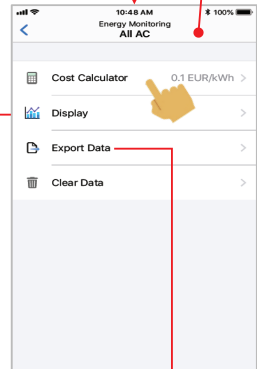 10:48 AM
100%
Energy Monitoring
All AC
Cost Calculator 0.1 EUR/kWh
Display
Export Data
Clear Data